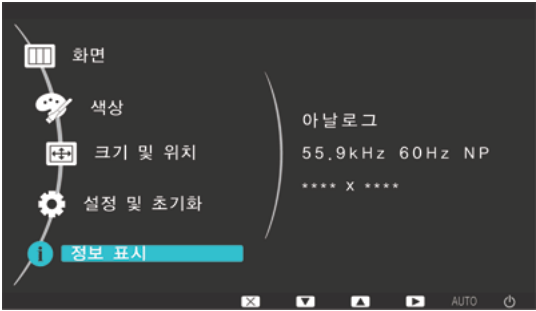 화면
색상
크기 및 위치
설정 및 초기화
정보 표시
아날로그
55.9kHz 60Hz NP
**** X ****
AUTO